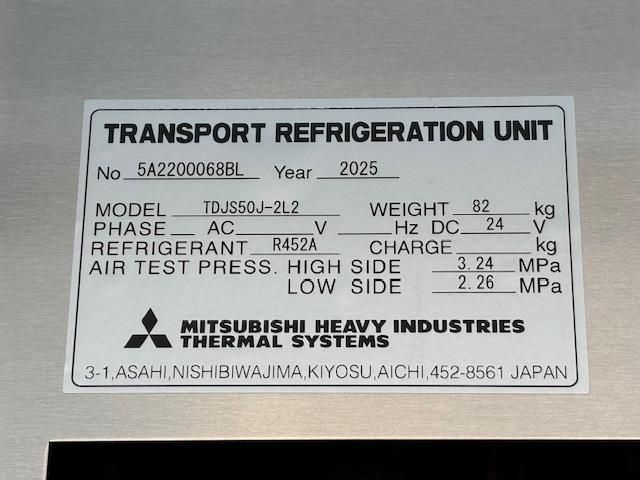 TRANSPORT REFRIGERATION UNIT
No 5A2200068BL Year 2025
MODEL TDJS50J-2L2 WEIGHT 82 kg
PHASE AC V Hz DC 24 V
REFRIGERANT R452A CHARGE kg
AIR TEST PRESS. HIGH SIDE 3.24 MPa
LOW SIDE 2.26 MPa
MITSUBISHI HEAVY INDUSTRIES
THERMAL SYSTEMS
3-1,ASAHI,NISHIBIWAJIMA,KIYOSU,AICHI,452-8561 JAPAN